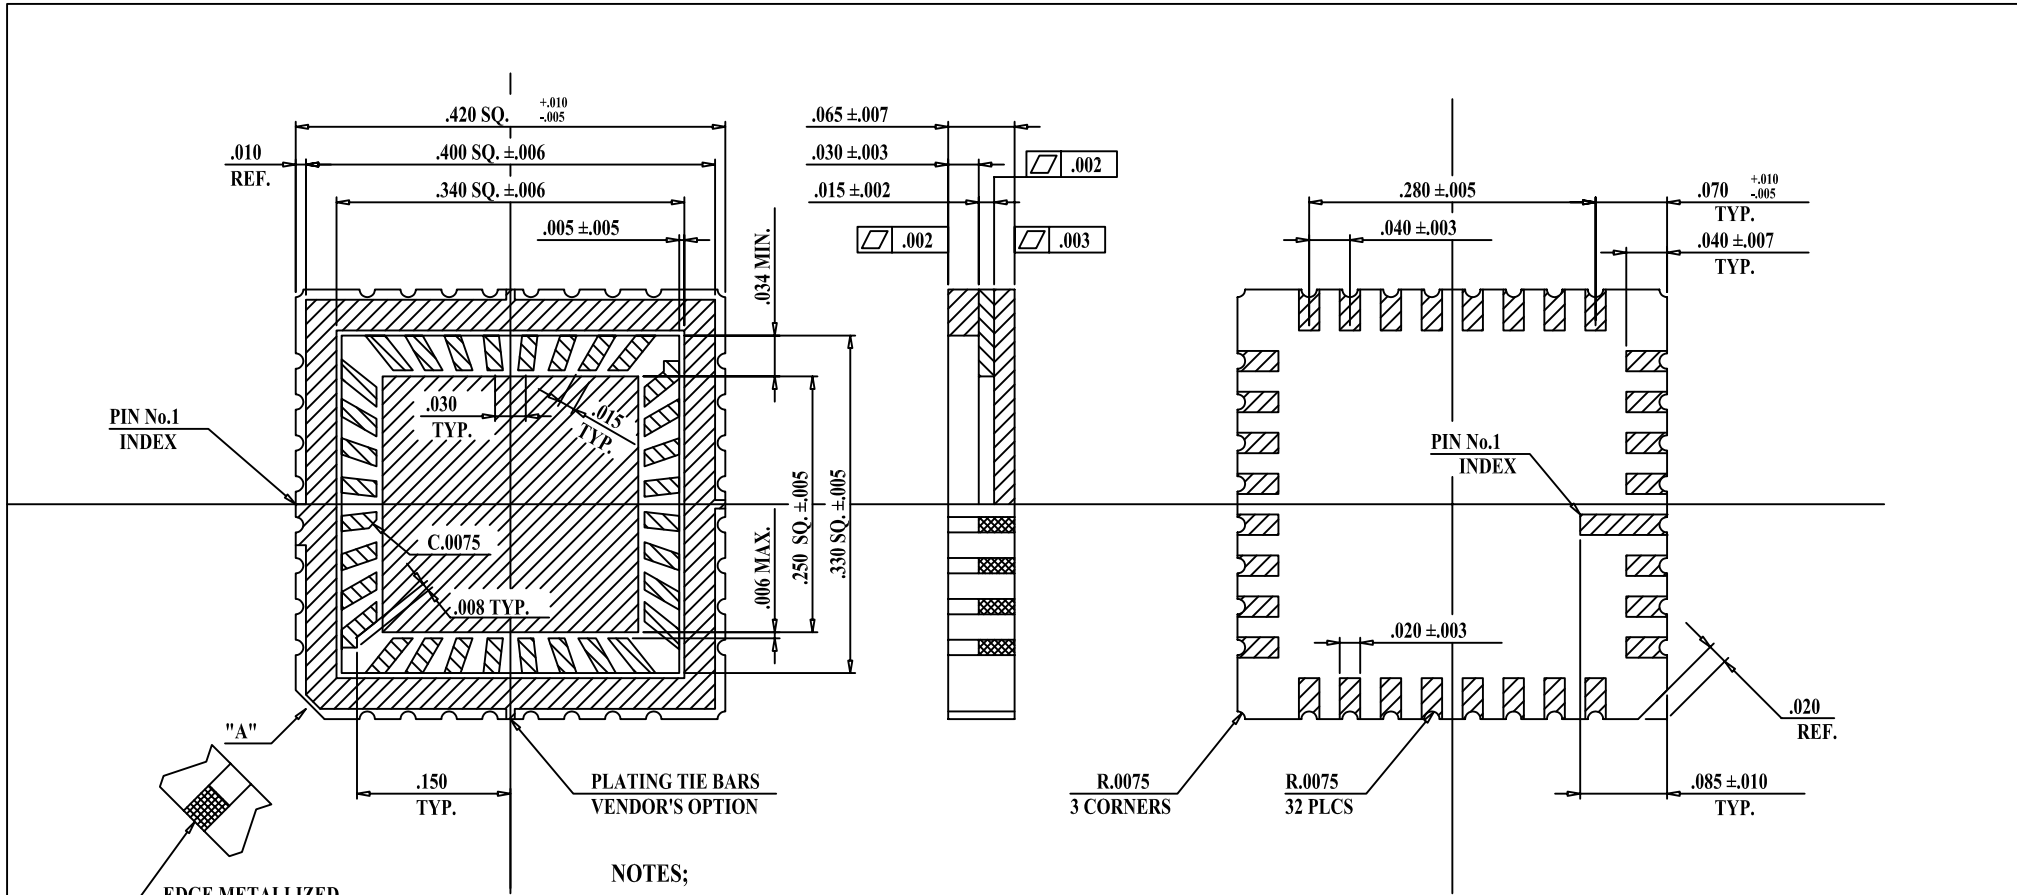 .420 SQ. +.010
-.005
.010
REF.
.400 SQ. ±.006
.340 SQ. ±.006
.005 ±.005
.034 MIN.
.030
TYP.
.015
TYP.
PIN No.1
INDEX
C.0075
.008 TYP.
.006 MAX.
.250 SQ. ±.005
.330 SQ. ±.005
"A"
.150
TYP.
PLATING TIE BARS
VENDOR'S OPTION
EDGE METALLIZED
NOTES;
.065 ±.007
.030 ±.003
.002
.015 ±.002
.002
.003
.280 ±.005
.070 +.010
-.005
TYP.
.040 ±.003
.040 ±.007
TYP.
PIN No.1
INDEX
.020 ±.003
.020
REF.
R.0075
3 CORNERS
R.0075
32 PLCS
.085 ±.010
TYP.